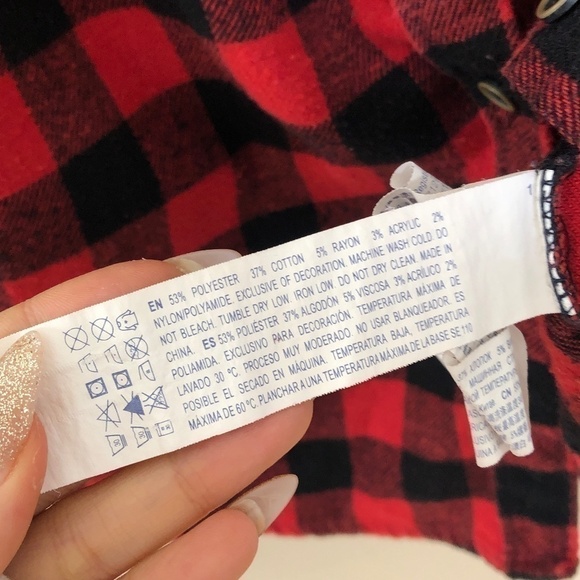 EN 53% POLYESTER 37% COTTON 5% RAYON 3% ACRYLIC 2%
NYLON/POLYAMIDE. EXCLUSIVE OF DECORATION. MACHINE WASH COLD. DO
NOT BLEACH. TUMBLE DRY LOW. IRON LOW. DO NOT DRY CLEAN. MADE IN
CHINA. ES 53% POLIESTER 37% ALGODÓN 5% VISCOSA 3% ACRÍLICO 2%
POLIAMIDA. EXCLUSIVO PARA DECORACIÓN. TEMPERATURA MÁXIMA DE
LAVADO 30 °C. PROCESO MUY MODERADO. NO USAR BLANQUEADOR. ES
POSIBLE EL SECADO EN MÁQUINA. TEMPERATURA BAJA, TEMPERATURA
MÁXIMA DE 60 °C. PLANCHAR A UNA TEMPERATURA MÁXIMA DE LA BASE SE 110
1